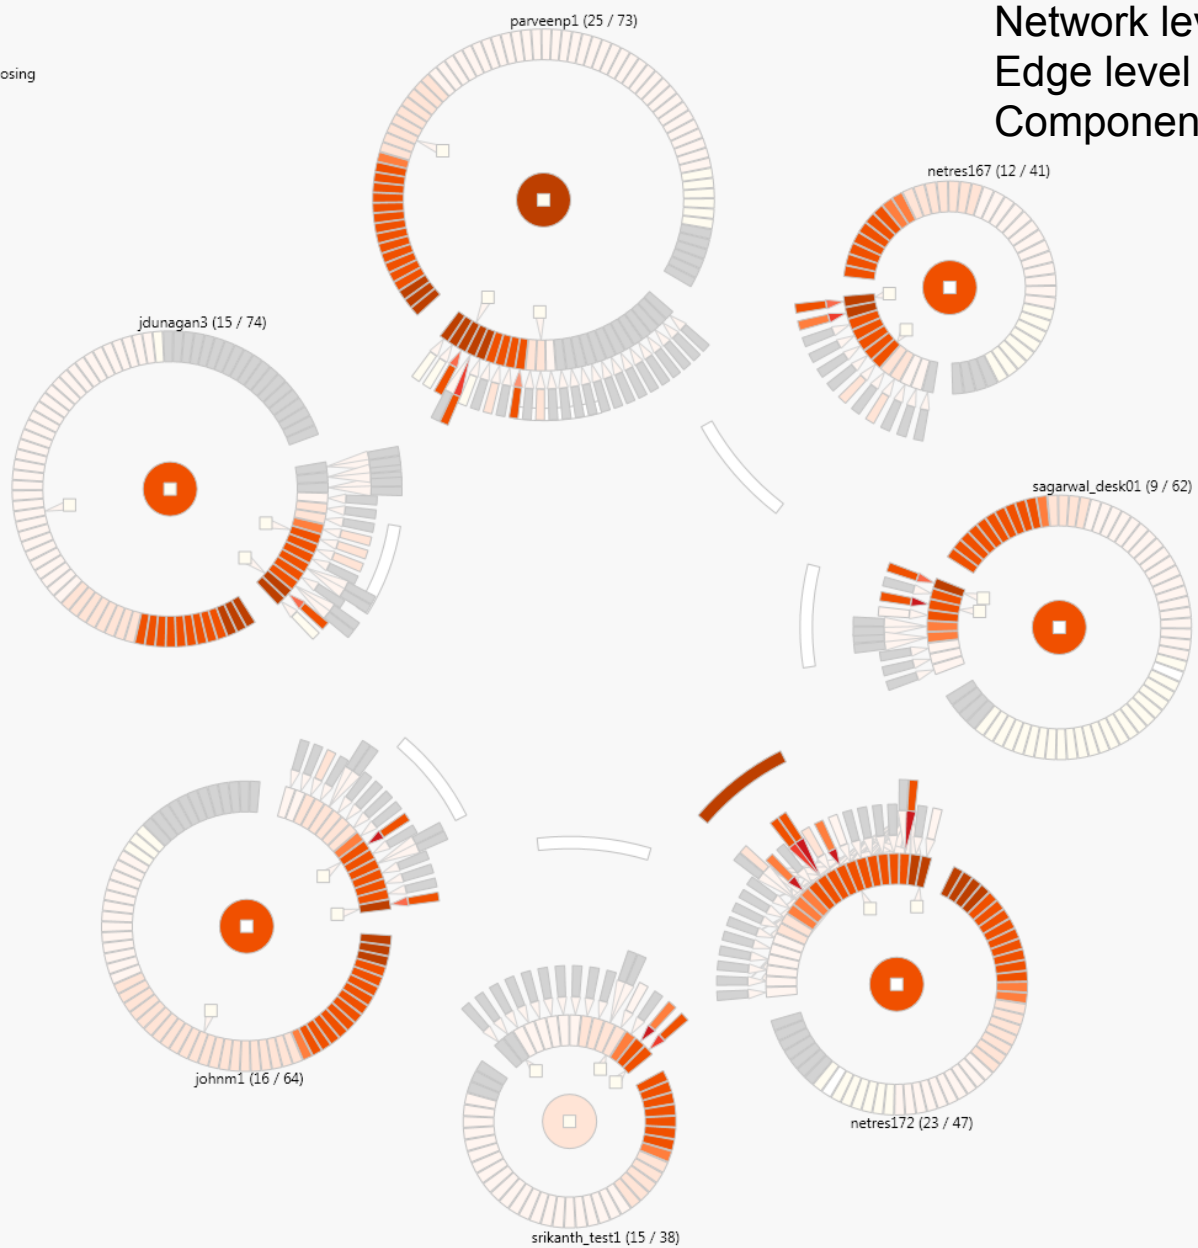 Network lev
Edge level
Componen
parveenp1 (25 / 73)
osing
netres167 (12 / 41)
jdunagan3 (15 / 74)
sagarwal_desk01 (9 / 62)
johnm1 (16 / 64)
netres172 (23 / 47)
srikanth_test1 (15 / 38)